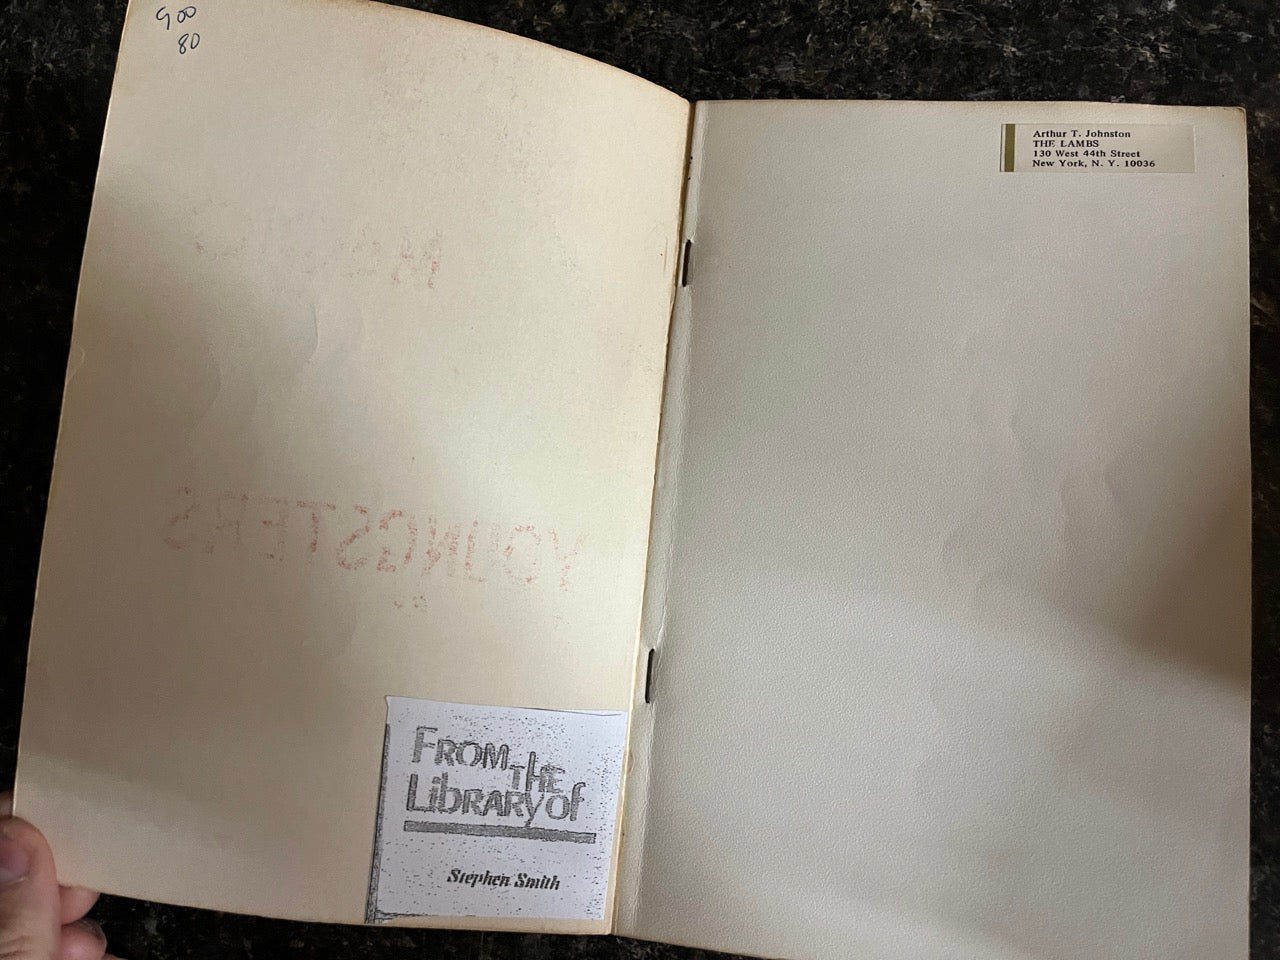 900
80
YOUNGSTERS
FROM THE
LibRARy of
Stephen Smith
Arthur T. Johnston
THE LAMBS
130 West 44th Street
New York, N. Y. 10036